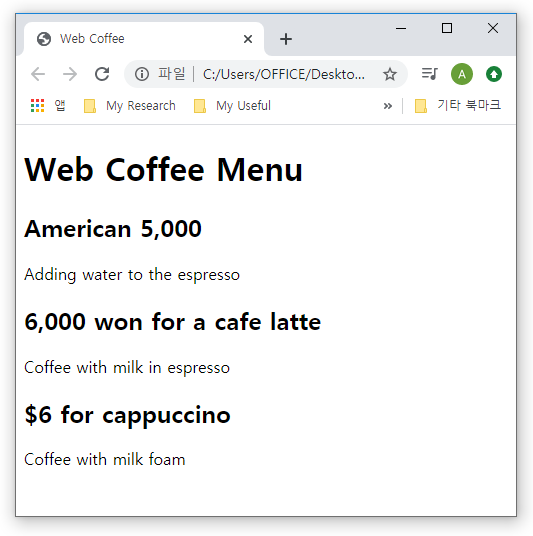 Web Coffee
파일 C:/Users/OFFICE/Deskto...
A
앱 My Research My Useful » 기타 북마크
Web Coffee Menu
American 5,000
Adding water to the espresso
6,000 won for a cafe latte
Coffee with milk in espresso
$6 for cappuccino
Coffee with milk foam